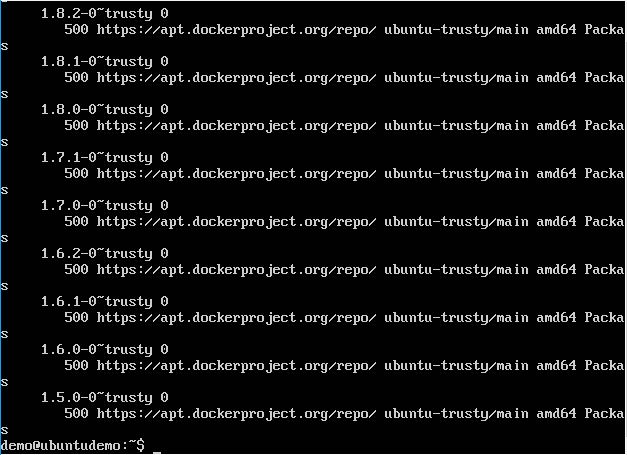 1.8.2-0~trusty 0
500 https://apt.dockerproject.org/repo/ ubuntu-trusty/main amd64 Packa
s
1.8.1-0~trusty 0
500 https://apt.dockerproject.org/repo/ ubuntu-trusty/main amd64 Packa
s
1.8.0-0~trusty 0
500 https://apt.dockerproject.org/repo/ ubuntu-trusty/main amd64 Packa
s
1.7.1-0~trusty 0
500 https://apt.dockerproject.org/repo/ ubuntu-trusty/main amd64 Packa
s
1.7.0-0~trusty 0
500 https://apt.dockerproject.org/repo/ ubuntu-trusty/main amd64 Packa
s
1.6.2-0~trusty 0
500 https://apt.dockerproject.org/repo/ ubuntu-trusty/main amd64 Packa
s
1.6.1-0~trusty 0
500 https://apt.dockerproject.org/repo/ ubuntu-trusty/main amd64 Packa
s
1.6.0-0~trusty 0
500 https://apt.dockerproject.org/repo/ ubuntu-trusty/main amd64 Packa
s
1.5.0-0~trusty 0
500 https://apt.dockerproject.org/repo/ ubuntu-trusty/main amd64 Packa
s
demo@ubuntudemo:~$ _